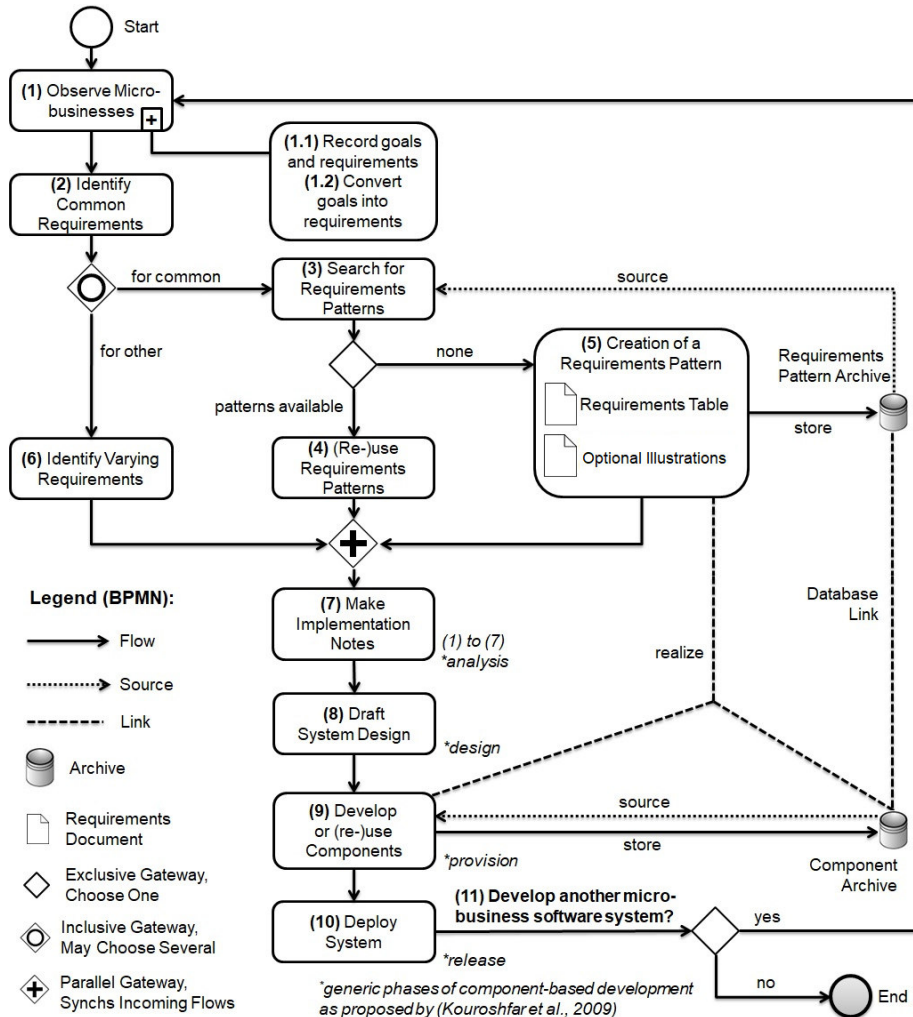 Start
(1) Observe Micro-
businesses
(1.1) Record goals
and requirements
(1.2) Convert
goals into
requirements
(2) Identify
Common
Requirements
for common
(3) Search for
Requirements
Patterns
source
for other
none
(5) Creation of a
Requirements Pattern
Requirements Table
Optional Illustrations
Requirements
Pattern Archive
store
patterns available
(4) (Re-)use
Requirements
Patterns
(6) Identify Varying
Requirements
Legend (BPMN):
Flow
Source
Link
Archive
Requirements
Document
Exclusive Gateway,
Choose One
Inclusive Gateway,
May Choose Several
Parallel Gateway,
Synchs Incoming Flows
(7) Make
Implementation
Notes
(1) to (7)
*analysis
realize
Database
Link
(8) Draft
System Design
*design
(9) Develop
or (re-)use
Components
*provision
source
store
Component
Archive
(10) Deploy
System
*release
(11) Develop another micro-
business software system?
yes
no
End
*generic phases of component-based development
as proposed by (Kouroshfar et al., 2009)